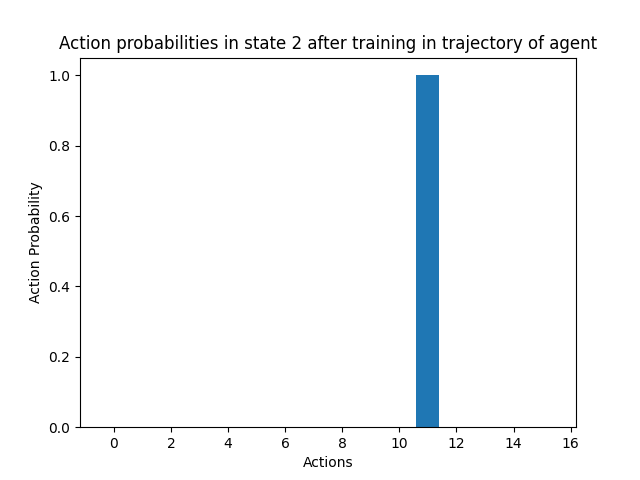 Action probabilities in state 2 after training in trajectory of agent
1.0
0.8
0.6
0.4
0.2
0.0
Action Probability
0 2 4 6 8 10 12 14 16
Actions